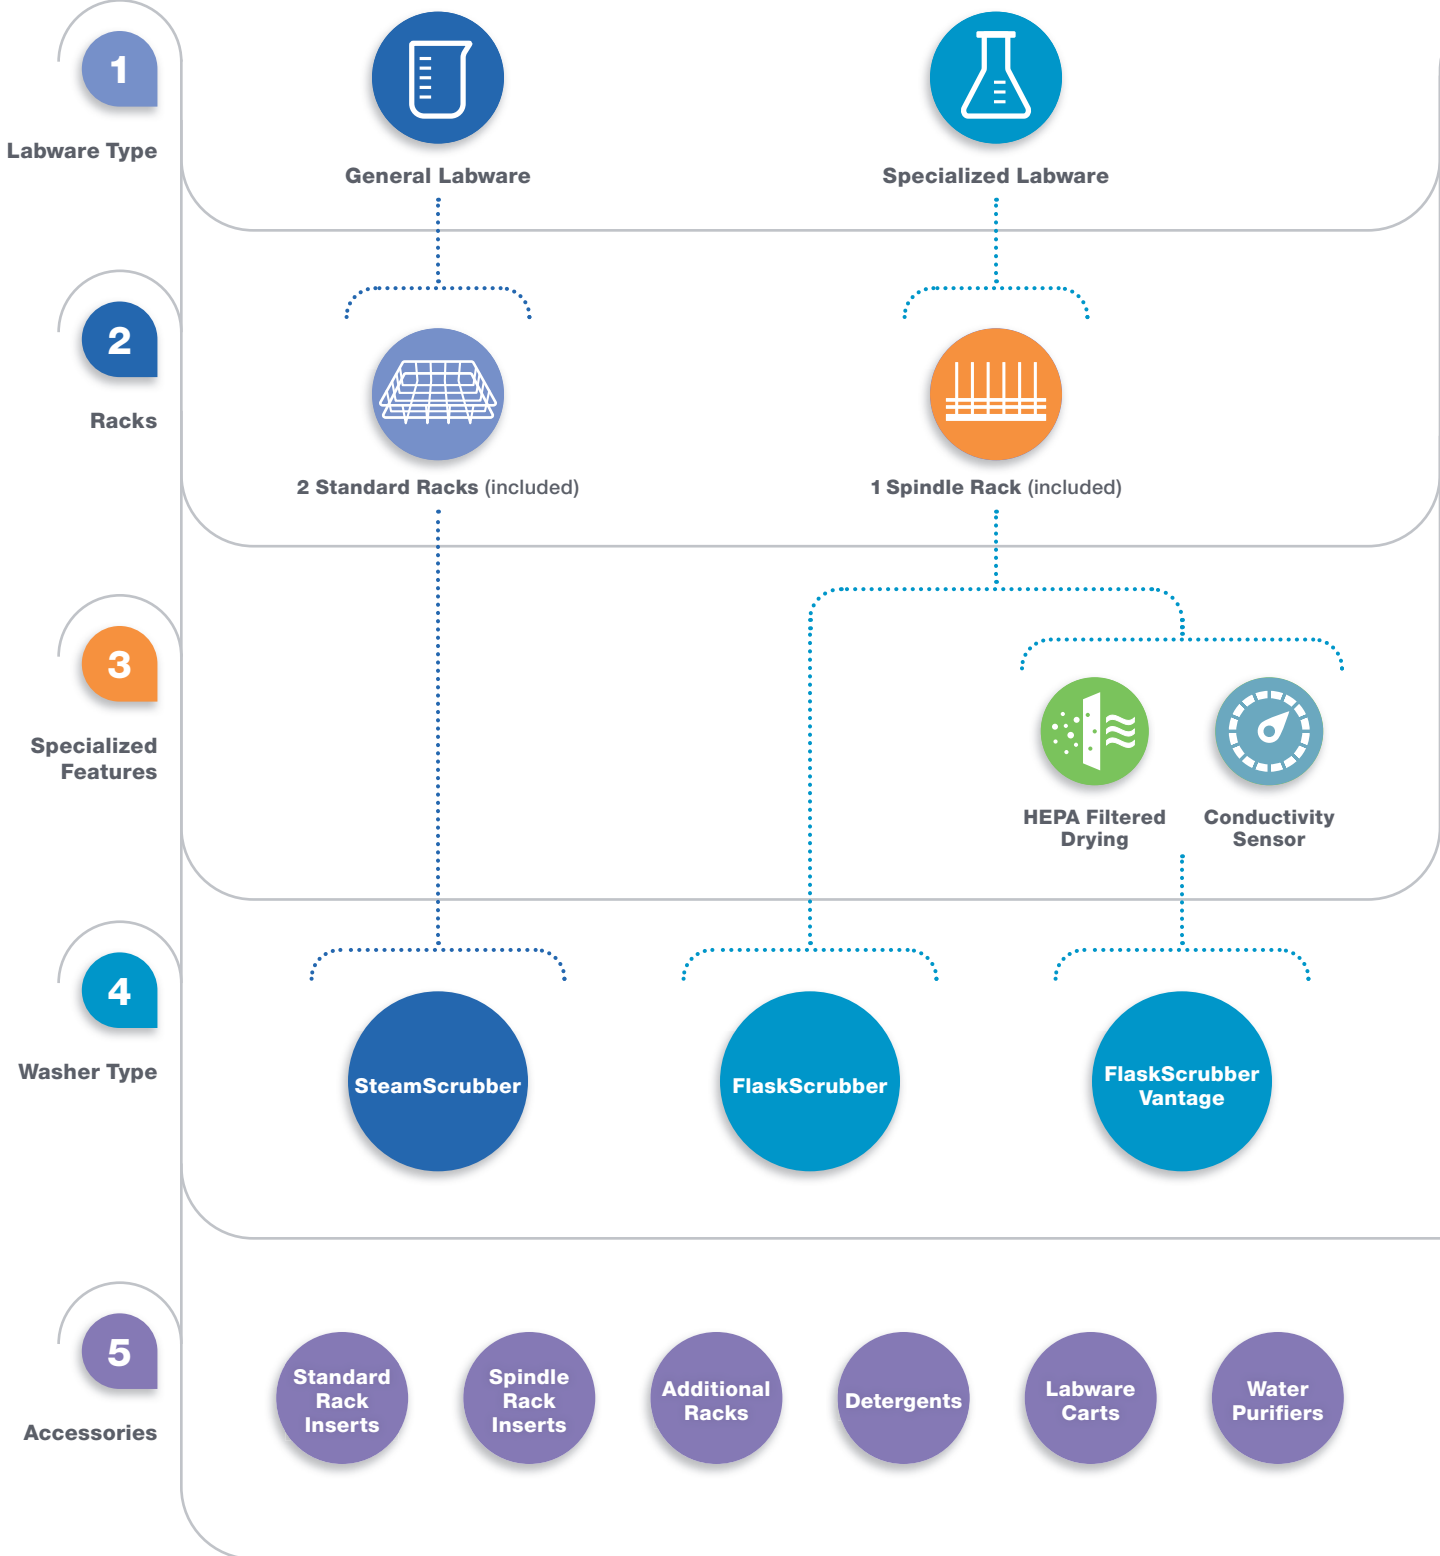 1
Labware Type
General Labware
Specialized Labware
2
Racks
2 Standard Racks (included)
1 Spindle Rack (included)
3
Specialized
Features
HEPA Filtered
Drying
Conductivity
Sensor
4
Washer Type
SteamScrubber
FlaskScrubber
FlaskScrubber
Vantage
5
Accessories
Standard
Rack
Inserts
Spindle
Rack
Inserts
Additional
Racks
Detergents
Labware
Carts
Water
Purifiers